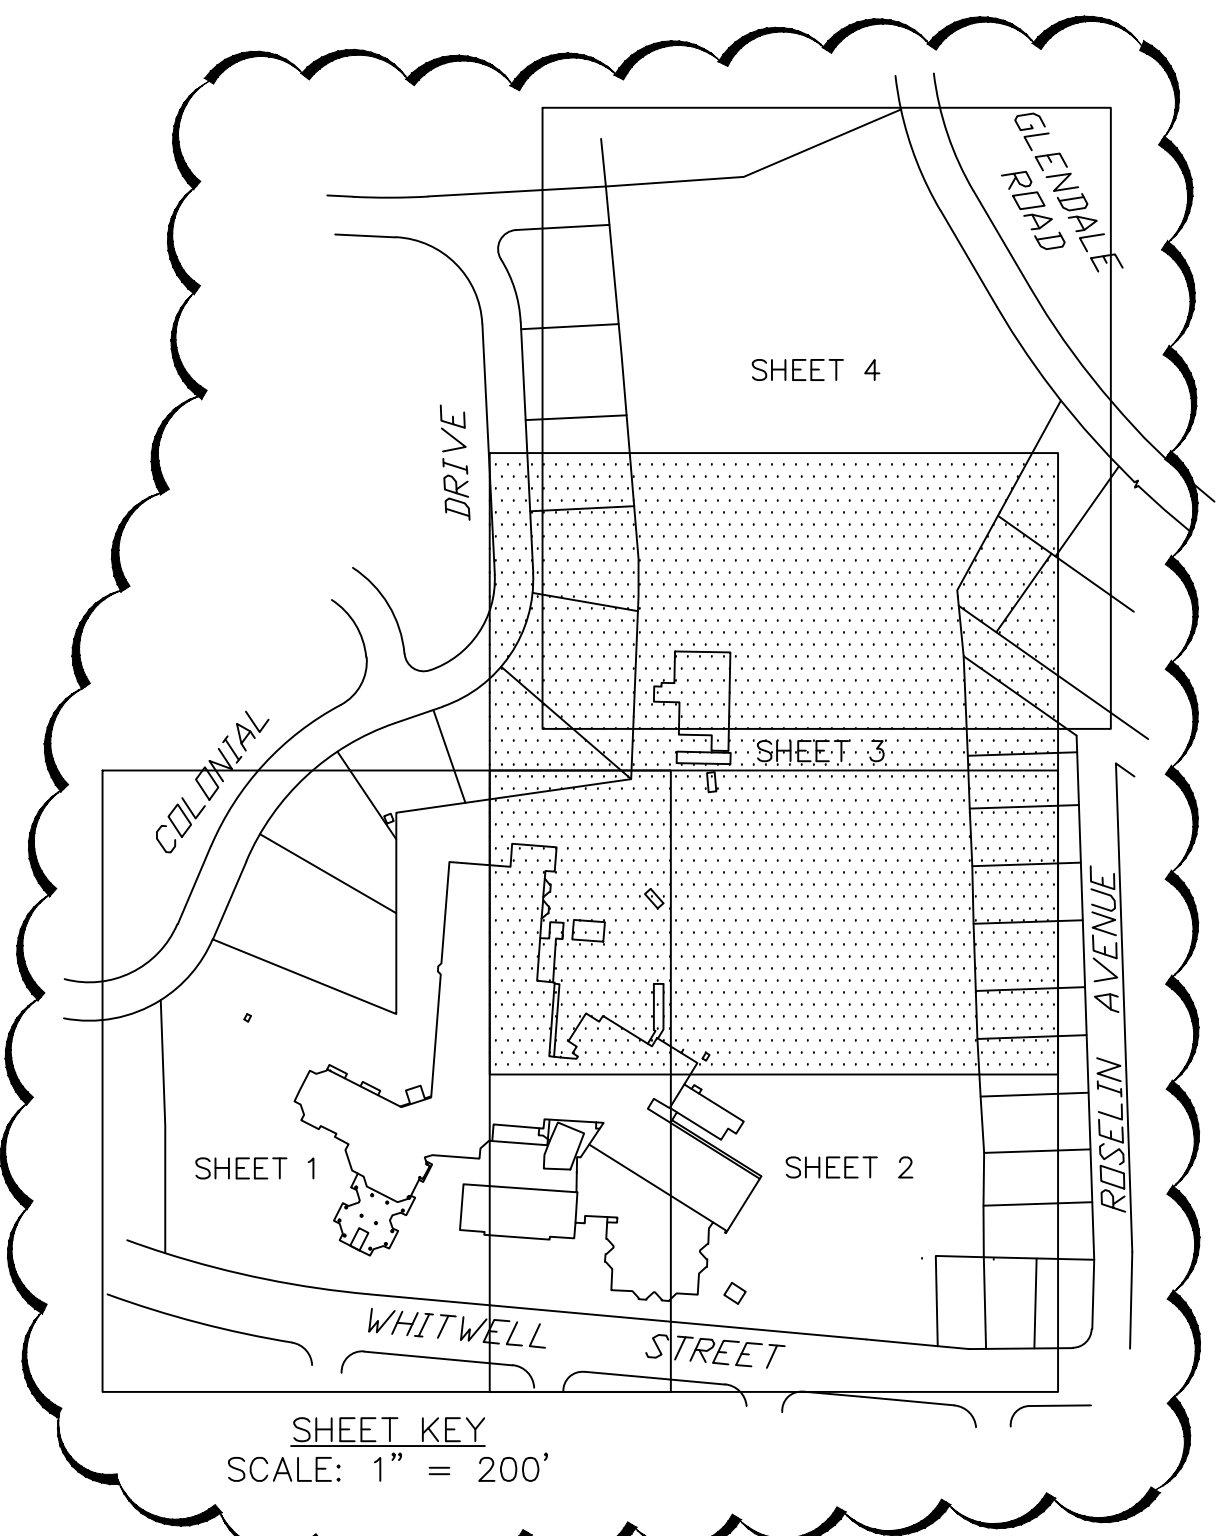 GLENDALE
ROAD
SHEET 4
DRIVE
SHEET 3
COLONIAL
ROSELIN AVENUE
SHEET 1
SHEET 2
WHITWELL STREET
SHEET KEY
SCALE: 1" = 200'